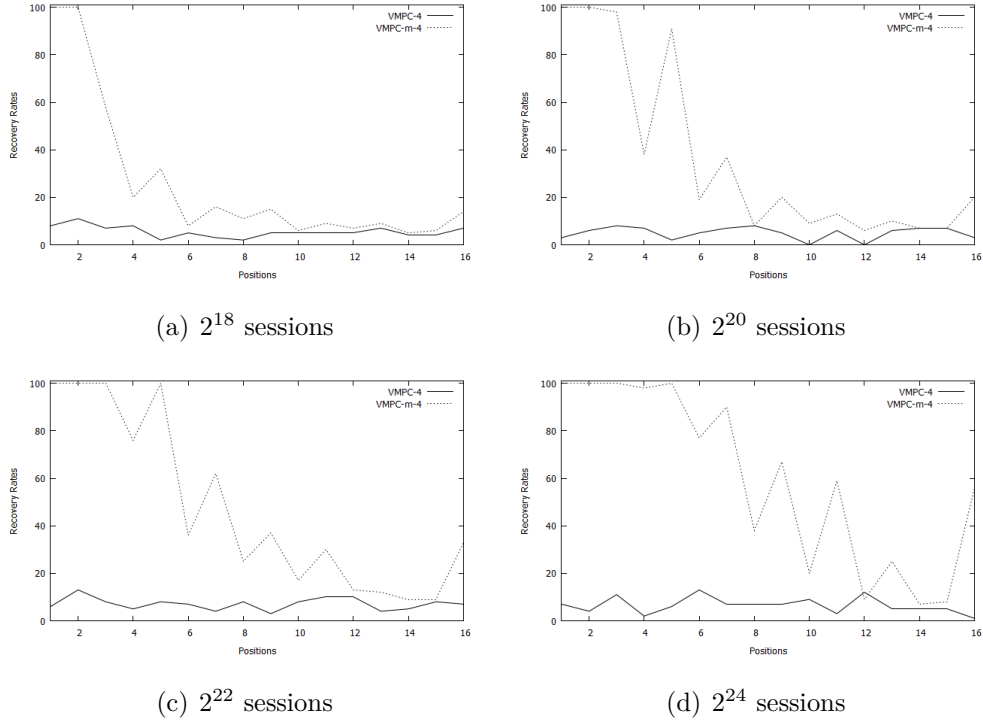 VMPC-4
VMPC-m-4
100
80
60
40
20
0
Recovery Rates
2 4 6 8 10 12 14 16
Positions
(a) 2^18 sessions
VMPC-4
VMPC-m-4
100
80
60
40
20
0
Recovery Rates
2 4 6 8 10 12 14 16
Positions
(b) 2^20 sessions
VMPC-4
VMPC-m-4
100
80
60
40
20
0
Recovery Rates
2 4 6 8 10 12 14 16
Positions
(c) 2^22 sessions
VMPC-4
VMPC-m-4
100
80
60
40
20
0
Recovery Rates
2 4 6 8 10 12 14 16
Positions
(d) 2^24 sessions